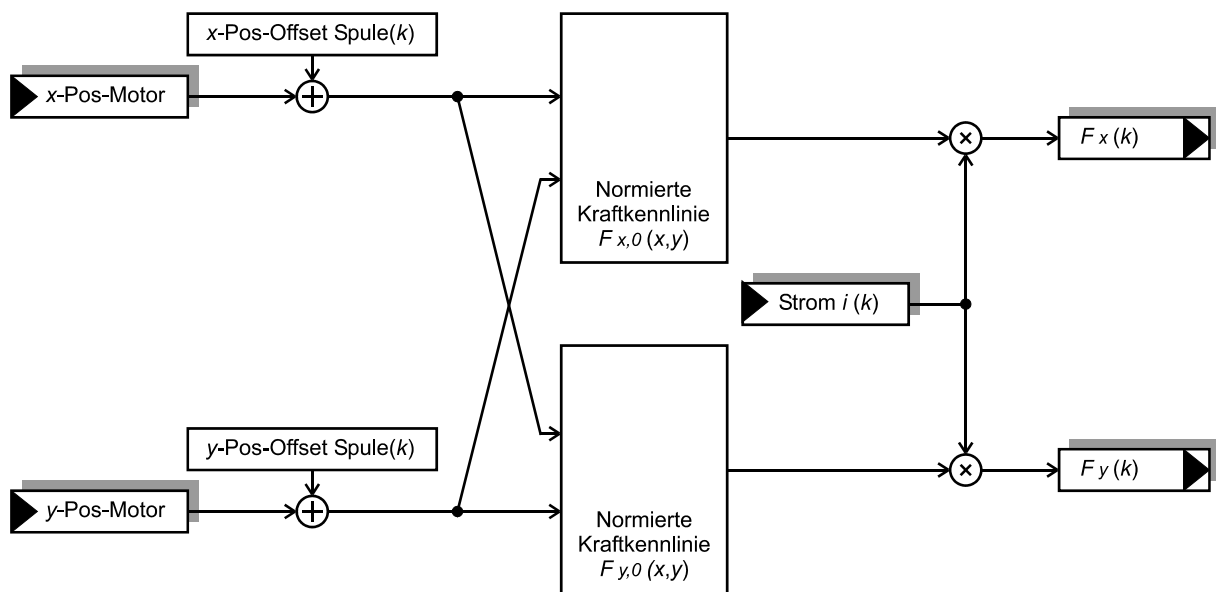 x-Pos-Offset Spule(k)
x-Pos-Motor
F x (k)
Normierte
Kraftkennlinie
F x,0 (x,y)
Strom i (k)
y-Pos-Offset Spule(k)
y-Pos-Motor
F y (k)
Normierte
Kraftkennlinie
F y,0 (x,y)